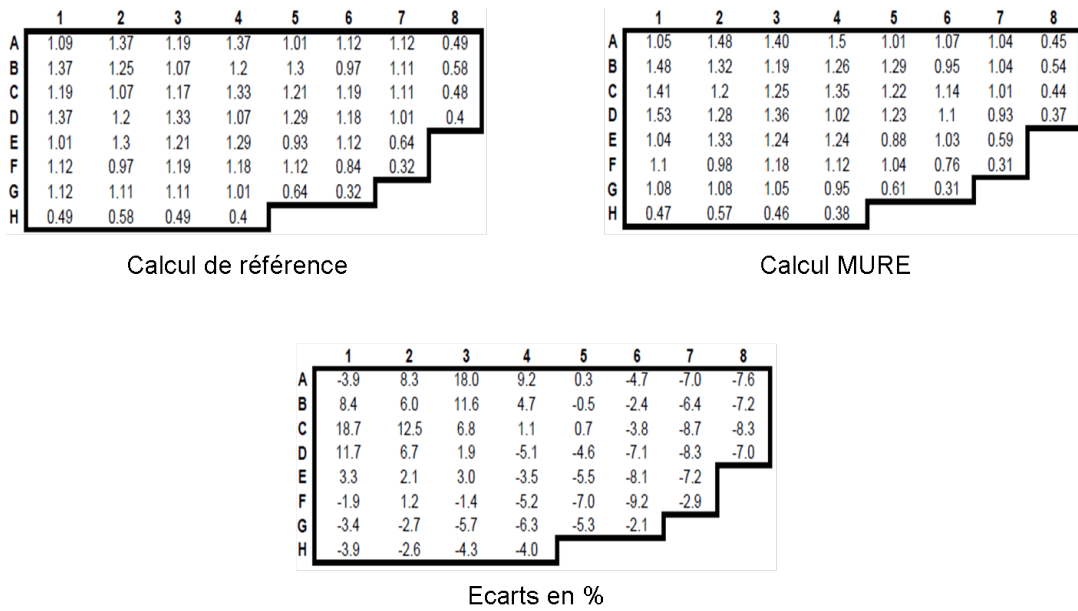 1 2 3 4 5 6 7 8
A 1.09 1.37 1.19 1.37 1.01 1.12 1.12 0.49
B 1.37 1.25 1.07 1.2 1.3 0.97 1.11 0.58
C 1.19 1.07 1.17 1.33 1.21 1.19 1.11 0.48
D 1.37 1.2 1.33 1.07 1.29 1.18 1.01 0.4
E 1.01 1.3 1.21 1.29 0.93 1.12 0.64
F 1.12 0.97 1.19 1.18 1.12 0.84 0.32
G 1.12 1.11 1.11 1.01 0.64 0.32
H 0.49 0.58 0.49 0.4
Calcul de référence
1 2 3 4 5 6 7 8
A 1.05 1.48 1.40 1.5 1.01 1.07 1.04 0.45
B 1.48 1.32 1.19 1.26 1.29 0.95 1.04 0.54
C 1.41 1.2 1.25 1.35 1.22 1.14 1.01 0.44
D 1.53 1.28 1.36 1.02 1.23 1.1 0.93 0.37
E 1.04 1.33 1.24 1.24 0.88 1.03 0.59
F 1.1 0.98 1.18 1.12 1.04 0.76 0.31
G 1.08 1.08 1.05 0.95 0.61 0.31
H 0.47 0.57 0.46 0.38
Calcul MURE
1 2 3 4 5 6 7 8
A -3.9 8.3 18.0 9.2 0.3 -4.7 -7.0 -7.6
B 8.4 6.0 11.6 4.7 -0.5 -2.4 -6.4 -7.2
C 18.7 12.5 6.8 1.1 0.7 -3.8 -8.7 -8.3
D 11.7 6.7 1.9 -5.1 -4.6 -7.1 -8.3 -7.0
E 3.3 2.1 3.0 -3.5 -5.5 -8.1 -7.2
F -1.9 1.2 -1.4 -5.2 -7.0 -9.2 -2.9
G -3.4 -2.7 -5.7 -6.3 -5.3 -2.1
H -3.9 -2.6 -4.3 -4.0
Ecarts en %